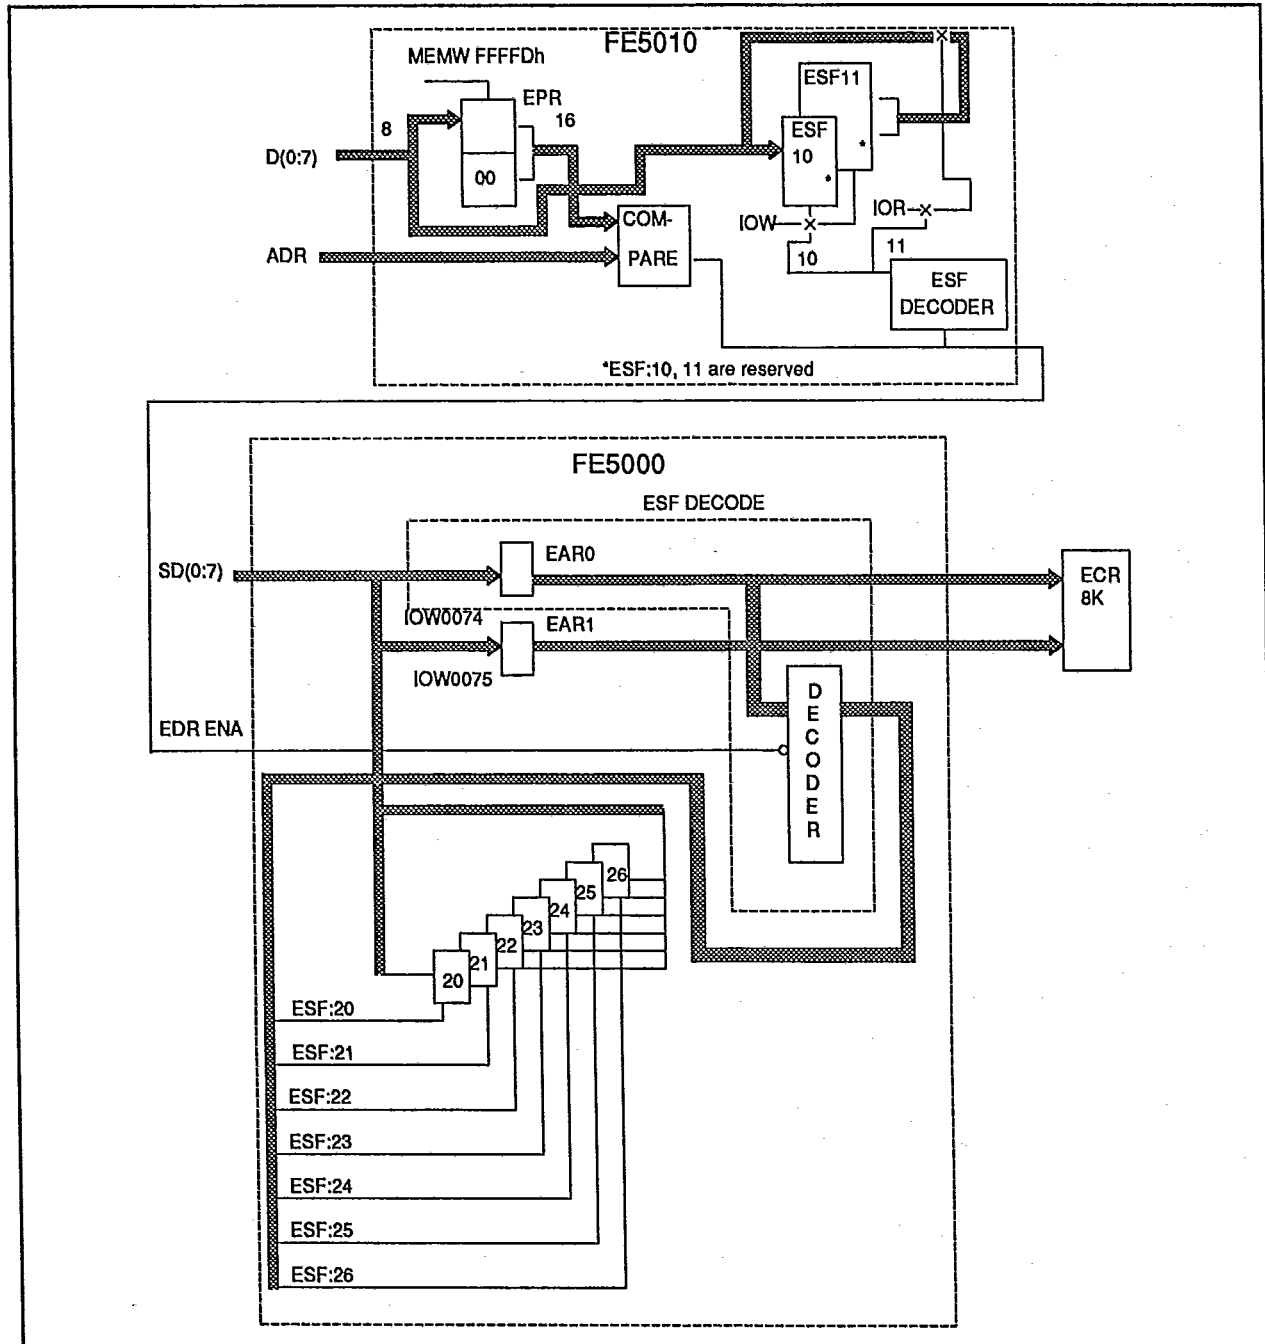 FE5010
MEMW FFFFDh
EPR
16
8
D(0:7)
00
ESF11
*
ESF
10
*
COM-
PARE
ADR
IOW
IOR
10
11
ESF
DECODER
*ESF:10, 11 are reserved
FE5000
ESF DECODE
SD(0:7)
EAR0
IOW0074
EAR1
IOW0075
ECR
8K
EDR ENA
DECODER
26
25
24
23
22
21
20
ESF:20
ESF:21
ESF:22
ESF:23
ESF:24
ESF:25
ESF:26